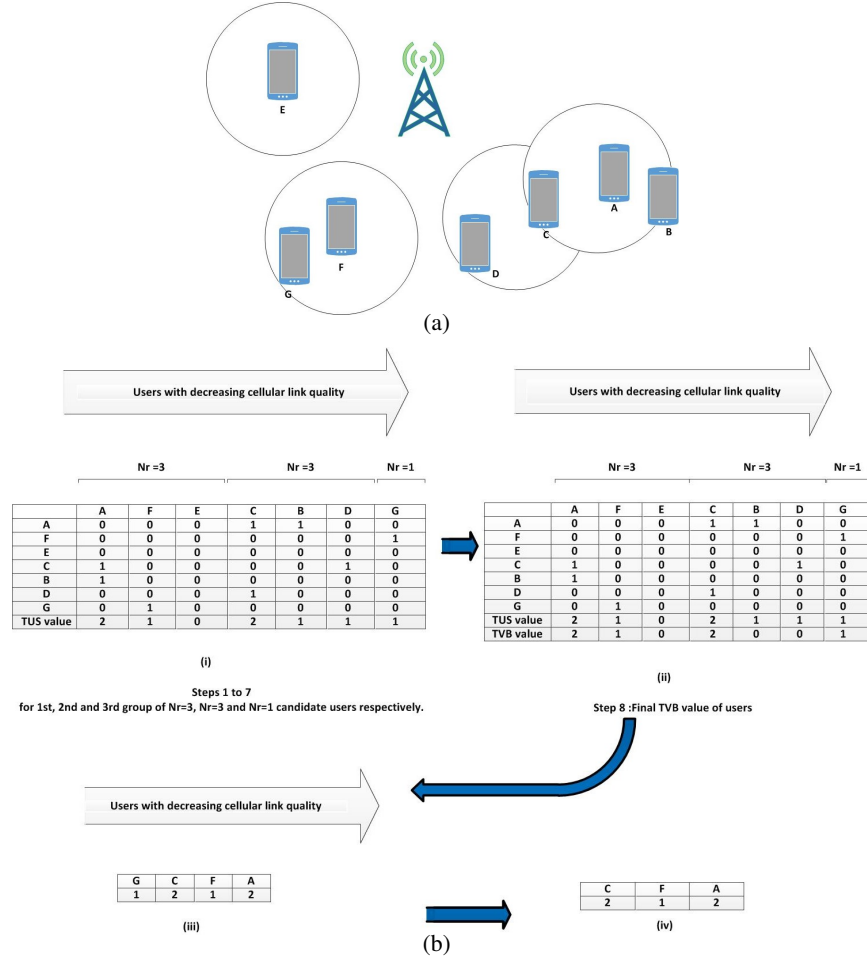 E
A
C
B
F
D
G
(a)
Users with decreasing cellular link quality
Users with decreasing cellular link quality
Nr =3 Nr =3 Nr=1
Nr =3 Nr =3 Nr =1
A F E C B D G
A 0 0 0 1 1 0 0
F 0 0 0 0 0 0 1
E 0 0 0 0 0 0 0
C 1 0 0 0 0 1 0
B 1 0 0 0 0 0 0
D 0 0 0 1 0 0 0
G 0 1 0 0 0 0 0
TUS value 2 1 0 2 1 1 1
(i)
Steps 1 to 7
for 1st, 2nd and 3rd group of Nr=3, Nr=3 and Nr=1 candidate users respectively.
A F E C B D G
A 0 0 0 1 1 0 0
F 0 0 0 0 0 0 1
E 0 0 0 0 0 0 0
C 1 0 0 0 0 1 0
B 1 0 0 0 0 0 0
D 0 0 0 1 0 0 0
G 0 1 0 0 0 0 0
TUS value 2 1 0 2 1 1 1
TVB value 2 1 0 2 0 0 1
(ii)
Step 8 :Final TVB value of users
Users with decreasing cellular link quality
G C F A
1 2 1 2
(iii)
C F A
2 1 2
(iv)
(b)